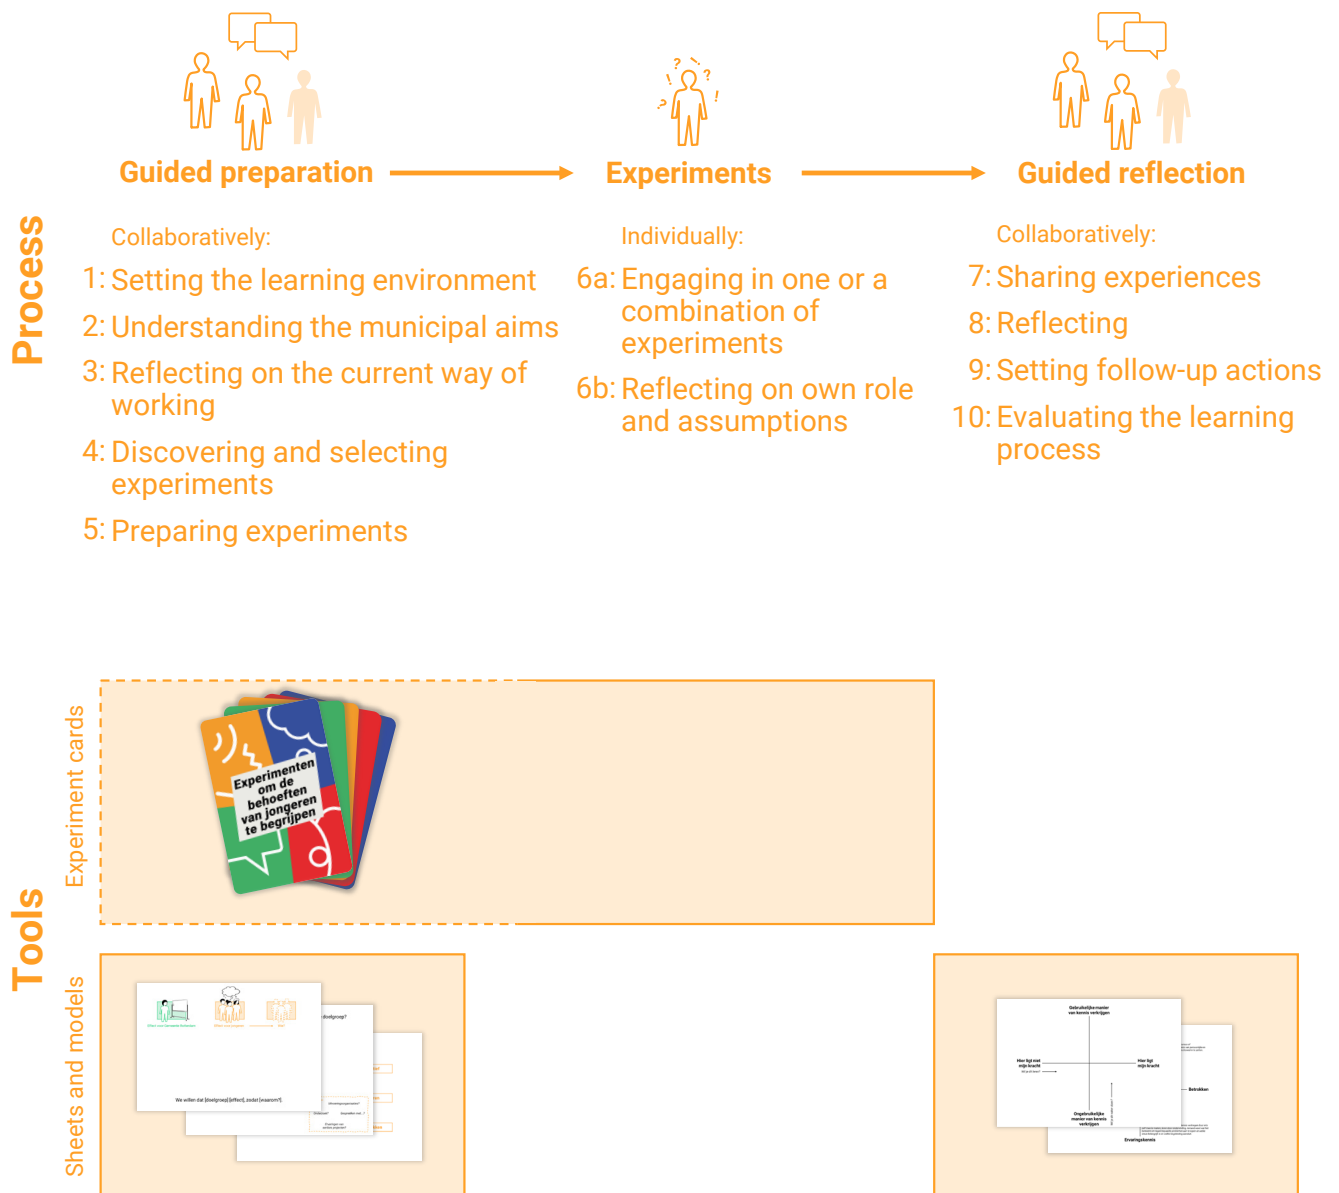 Guided preparation
Experiments
Guided reflection
Process
Collaboratively:
1: Setting the learning environment
2: Understanding the municipal aims
3: Reflecting on the current way of
working
4: Discovering and selecting
experiments
5: Preparing experiments
Individually:
6a: Engaging in one or a
combination of
experiments
6b: Reflecting on own role
and assumptions
Collaboratively:
7: Sharing experiences
8: Reflecting
9: Setting follow-up actions
10: Evaluating the learning
process
Tools
Experiment cards
Experimenten
om de
behoeften
van jongeren
te begrijpen
Sheets and models
doelgroep?
We willen dat [doelgroep] [effect], zodat [waarom?].
Gebruikelijke manier
van kennis verkrijgen
Hier ligt niet
mijn kracht
Hier ligt
mijn kracht
Ongebruikelijke
manier van kennis
verkrijgen
Betrokken
Ervaringskennis